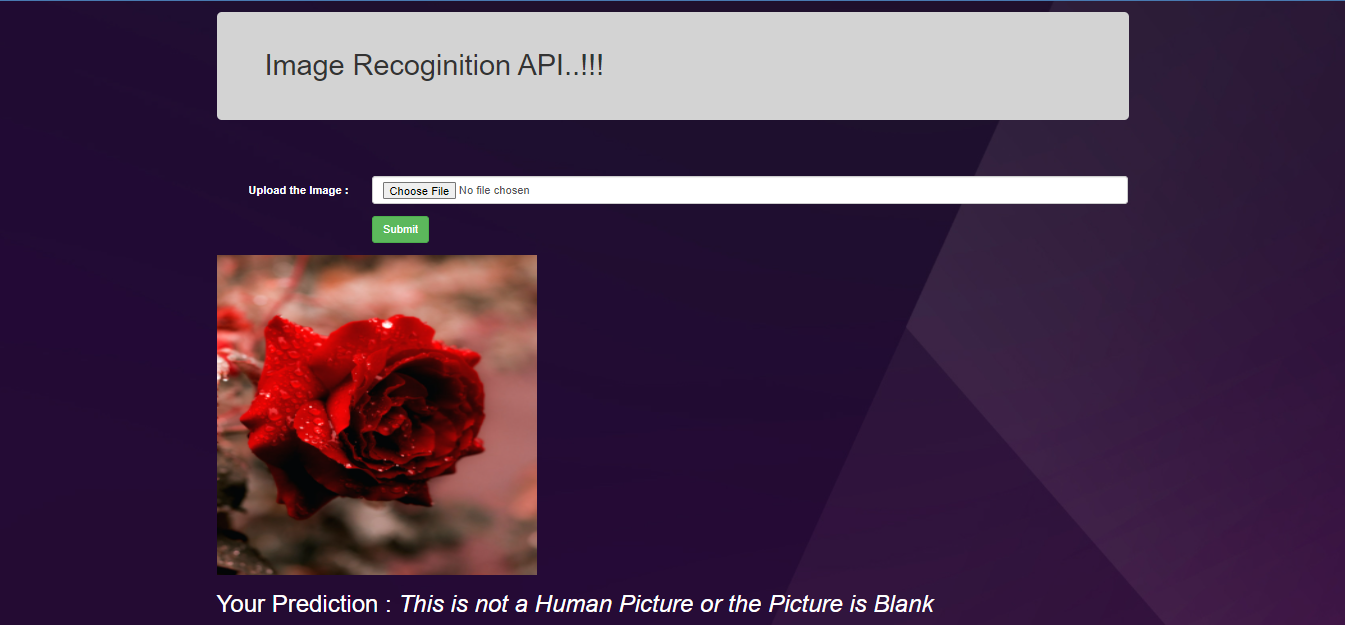 Image Recoginition API..!!!
Upload the Image : Choose File No file chosen
Submit
Your Prediction : This is not a Human Picture or the Picture is Blank